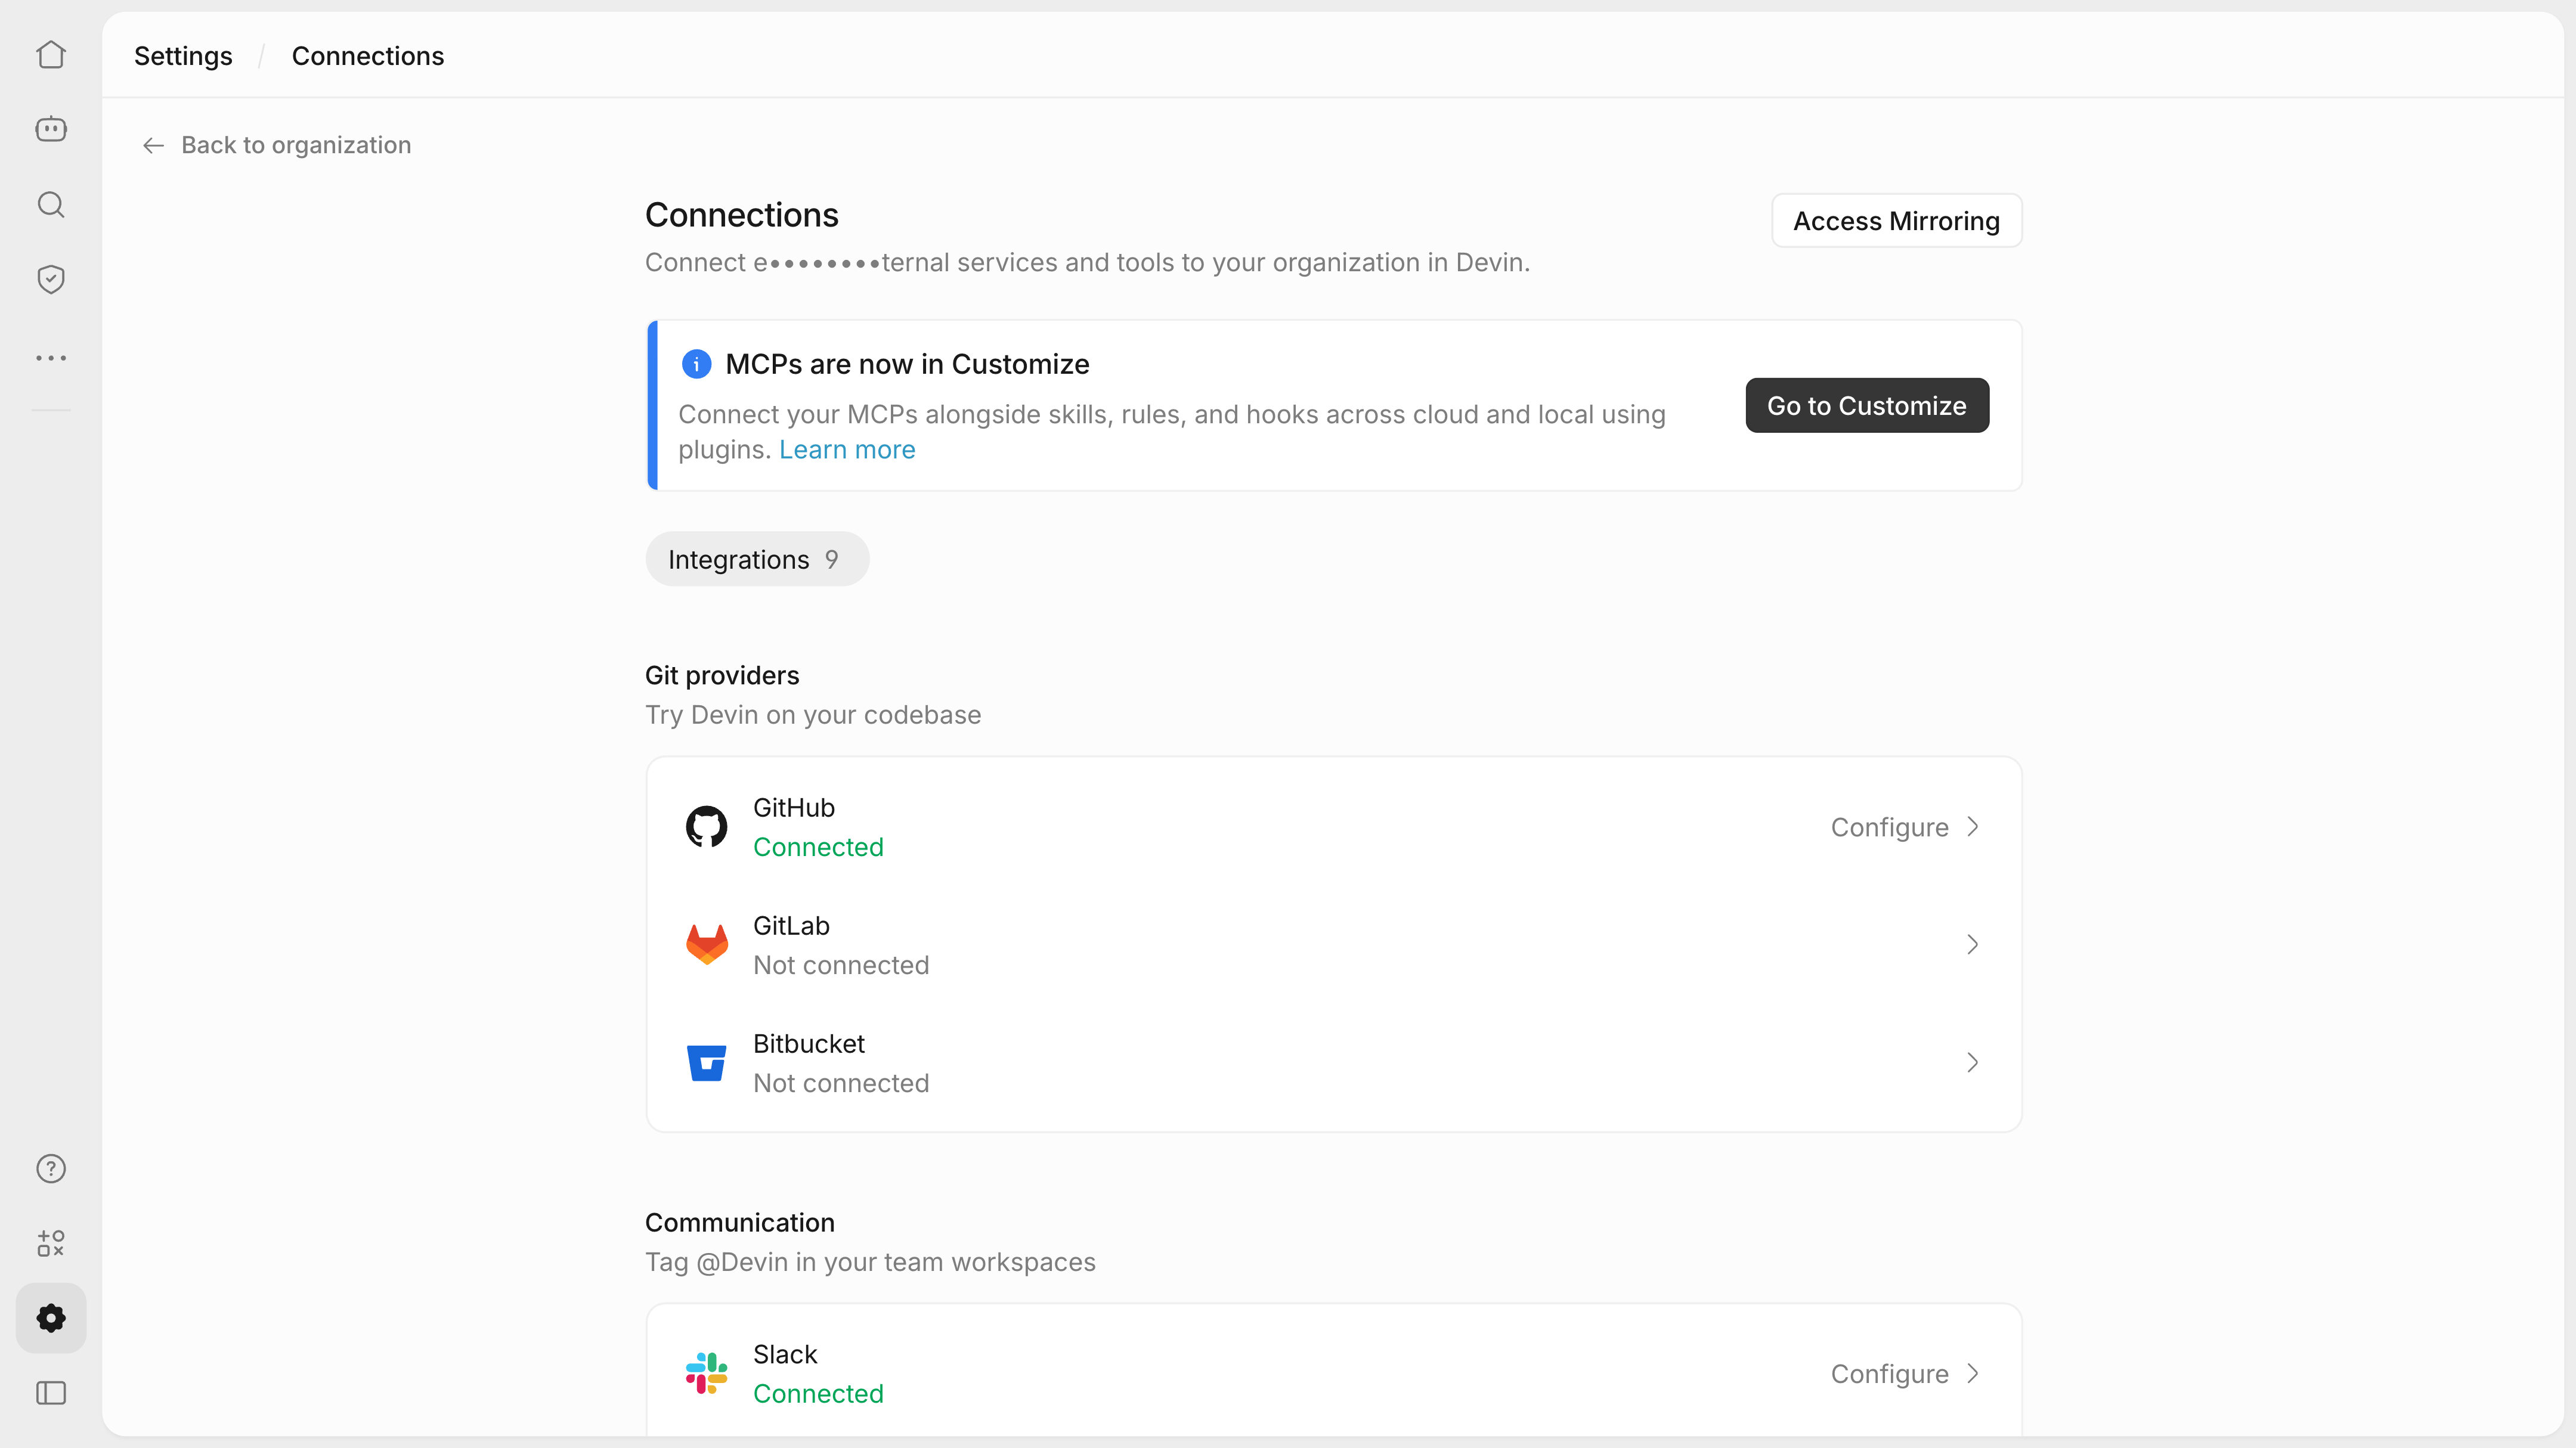 Settings / Connections
Back to organization
Connections
Access Mirroring
Connect e••••••••ternal services and tools to your organization in Devin.
MCPs are now in Customize
Connect your MCPs alongside skills, rules, and hooks across cloud and local using
plugins. Learn more
Go to Customize
Integrations 9
Git providers
Try Devin on your codebase
GitHub
Connected
Configure
GitLab
Not connected
Bitbucket
Not connected
Communication
Tag @Devin in your team workspaces
Slack
Connected
Configure